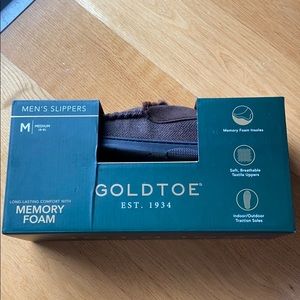 MEN'S SLIPPERS
M MEDIUM
LONG LASTING COMFORT WITH
MEMORY
FOAM
GOLDTOE®
EST. 1934
Memory Foam Insoles
Soft, Breathable
Textile Uppers
Indoor/Outdoor
Traction Soles